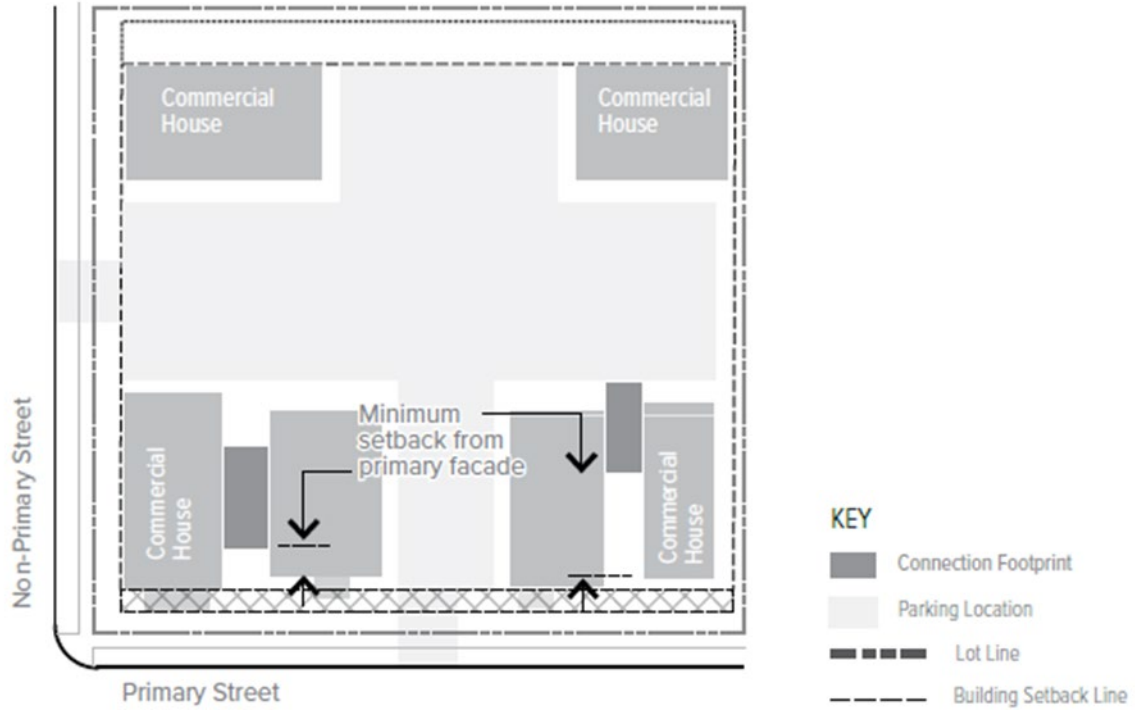 Commercial
House
Commercial
House
Minimum
setback from
primary facade
Commercial
House
Commercial
House
Non-Primary Street
Primary Street
KEY
Connection Footprint
Parking Location
Lot Line
Building Setback Line